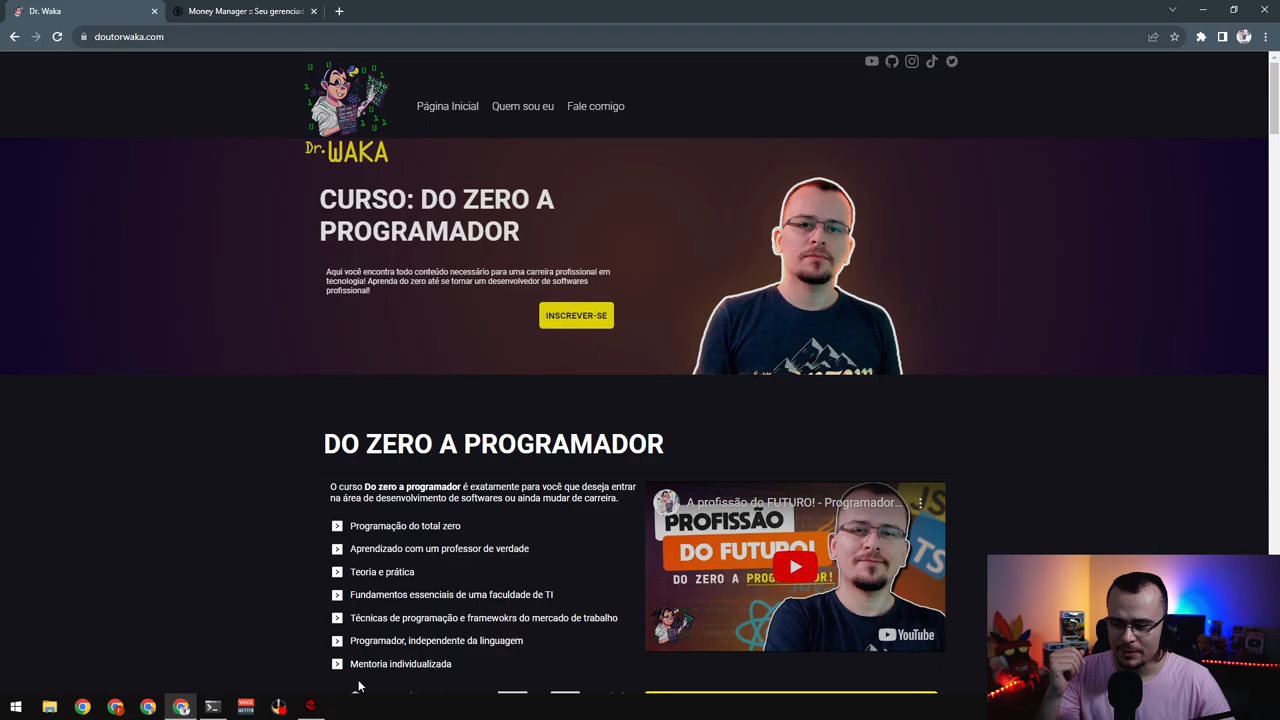 Dr. Waka
Money Manager :: Seu gerenciad
doutorwaka.com
Dr. WAKA
Página Inicial
Quem sou eu
Fale comigo
CURSO: DO ZERO A
PROGRAMADOR
Aqui você encontra todo conteúdo necessário para uma carreira profissional em
tecnologia! Aprenda do zero até se tornar um desenvolvedor de softwares
profissional!
INSCREVER-SE
DO ZERO A PROGRAMADOR
O curso Do zero a programador é exatamente para você que deseja entrar
na área de desenvolvimento de softwares ou ainda mudar de carreira.
Programação do total zero
Aprendizado com um professor de verdade
Teoria e prática
Fundamentos essenciais de uma faculdade de TI
Técnicas de programação e framewokrs do mercado de trabalho
Programador, independente da linguagem
Mentoria individualizada
A profissão do FUTURO! - Programador...
PROFISSÃO
DO FUTURO!
DO ZERO A PROGRAMADOR!
JS
TS
YouTube